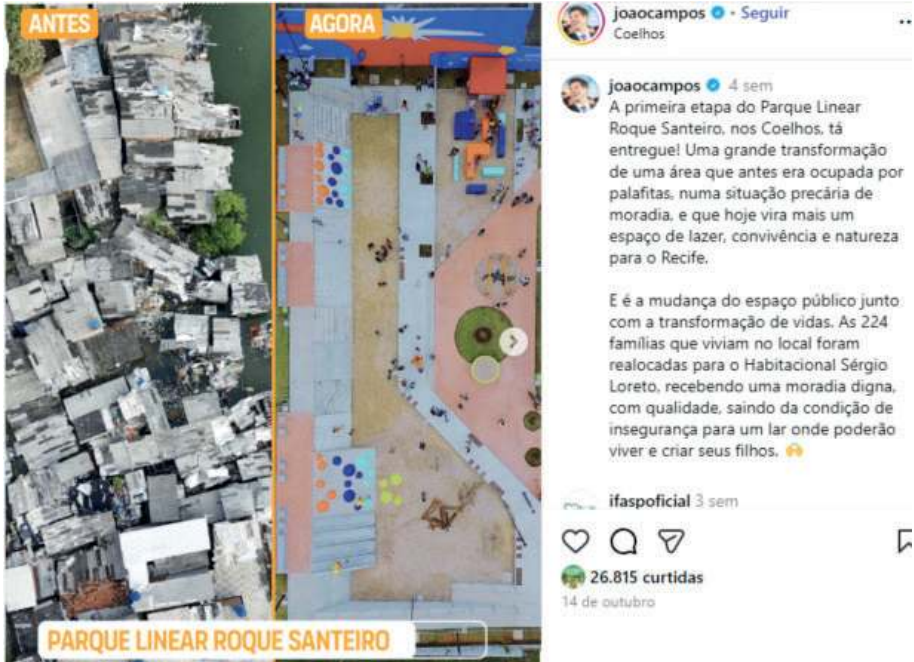 ANTES
AGORA
PARQUE LINEAR ROQUE SANTEIRO
joaocampos • Seguir
Coelhos
joaocampos 4 sem
A primeira etapa do Parque Linear
Roque Santeiro, nos Coelhos, tá
entregue! Uma grande transformação
de uma área que antes era ocupada por
palafitas, numa situação precária de
moradia, e que hoje vira mais um
espaço de lazer, convivência e natureza
para o Recife.
E é a mudança do espaço público junto
com a transformação de vidas. As 224
famílias que viviam no local foram
realocadas para o Habitacional Sérgio
Loreto, recebendo uma moradia digna,
com qualidade, saindo da condição de
insegurança para um lar onde poderão
viver e criar seus filhos. 🙌
ifaspoficial 3 sem
26.815 curtidas
14 de outubro